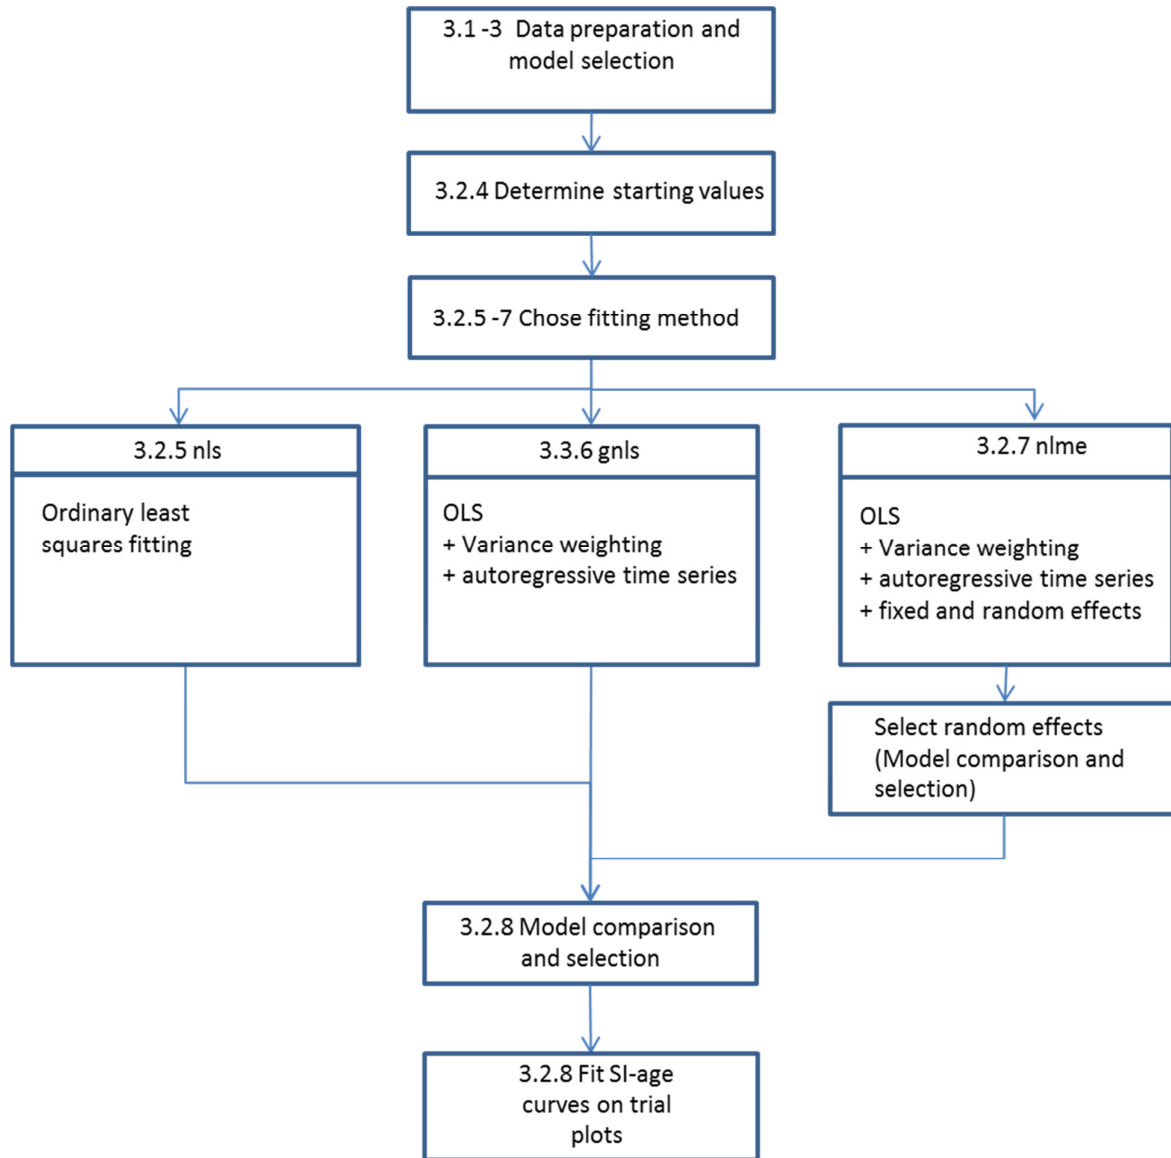 3.1 -3 Data preparation and
model selection
3.2.4 Determine starting values
3.2.5 -7 Chose fitting method
3.2.5 nls
Ordinary least
squares fitting
3.3.6 gnls
OLS
+ Variance weighting
+ autoregressive time series
3.2.7 nlme
OLS
+ Variance weighting
+ autoregressive time series
+ fixed and random effects
Select random effects
(Model comparison and
selection)
3.2.8 Model comparison
and selection
3.2.8 Fit SI-age
curves on trial
plots